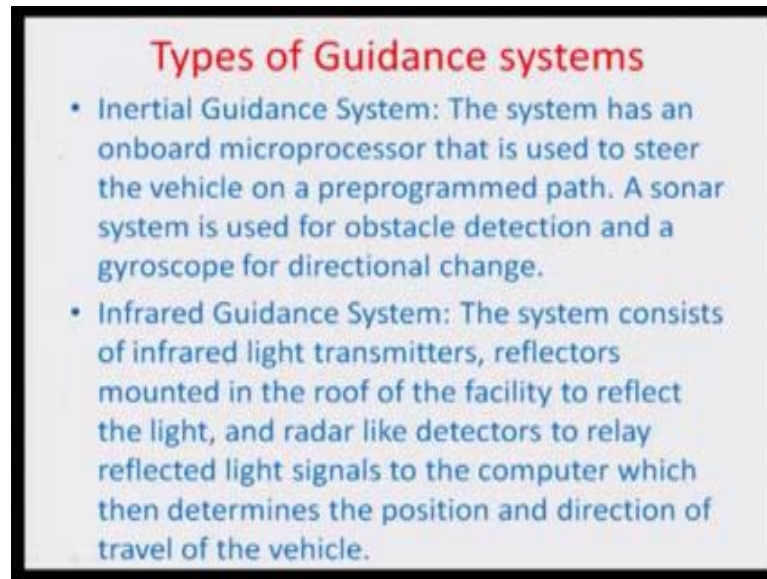 Types of Guidance systems
• Inertial Guidance System: The system has an
onboard microprocessor that is used to steer
the vehicle on a preprogrammed path. A sonar
system is used for obstacle detection and a
gyroscope for directional change.
• Infrared Guidance System: The system consists
of infrared light transmitters, reflectors
mounted in the roof of the facility to reflect
the light, and radar like detectors to relay
reflected light signals to the computer which
then determines the position and direction of
travel of the vehicle.